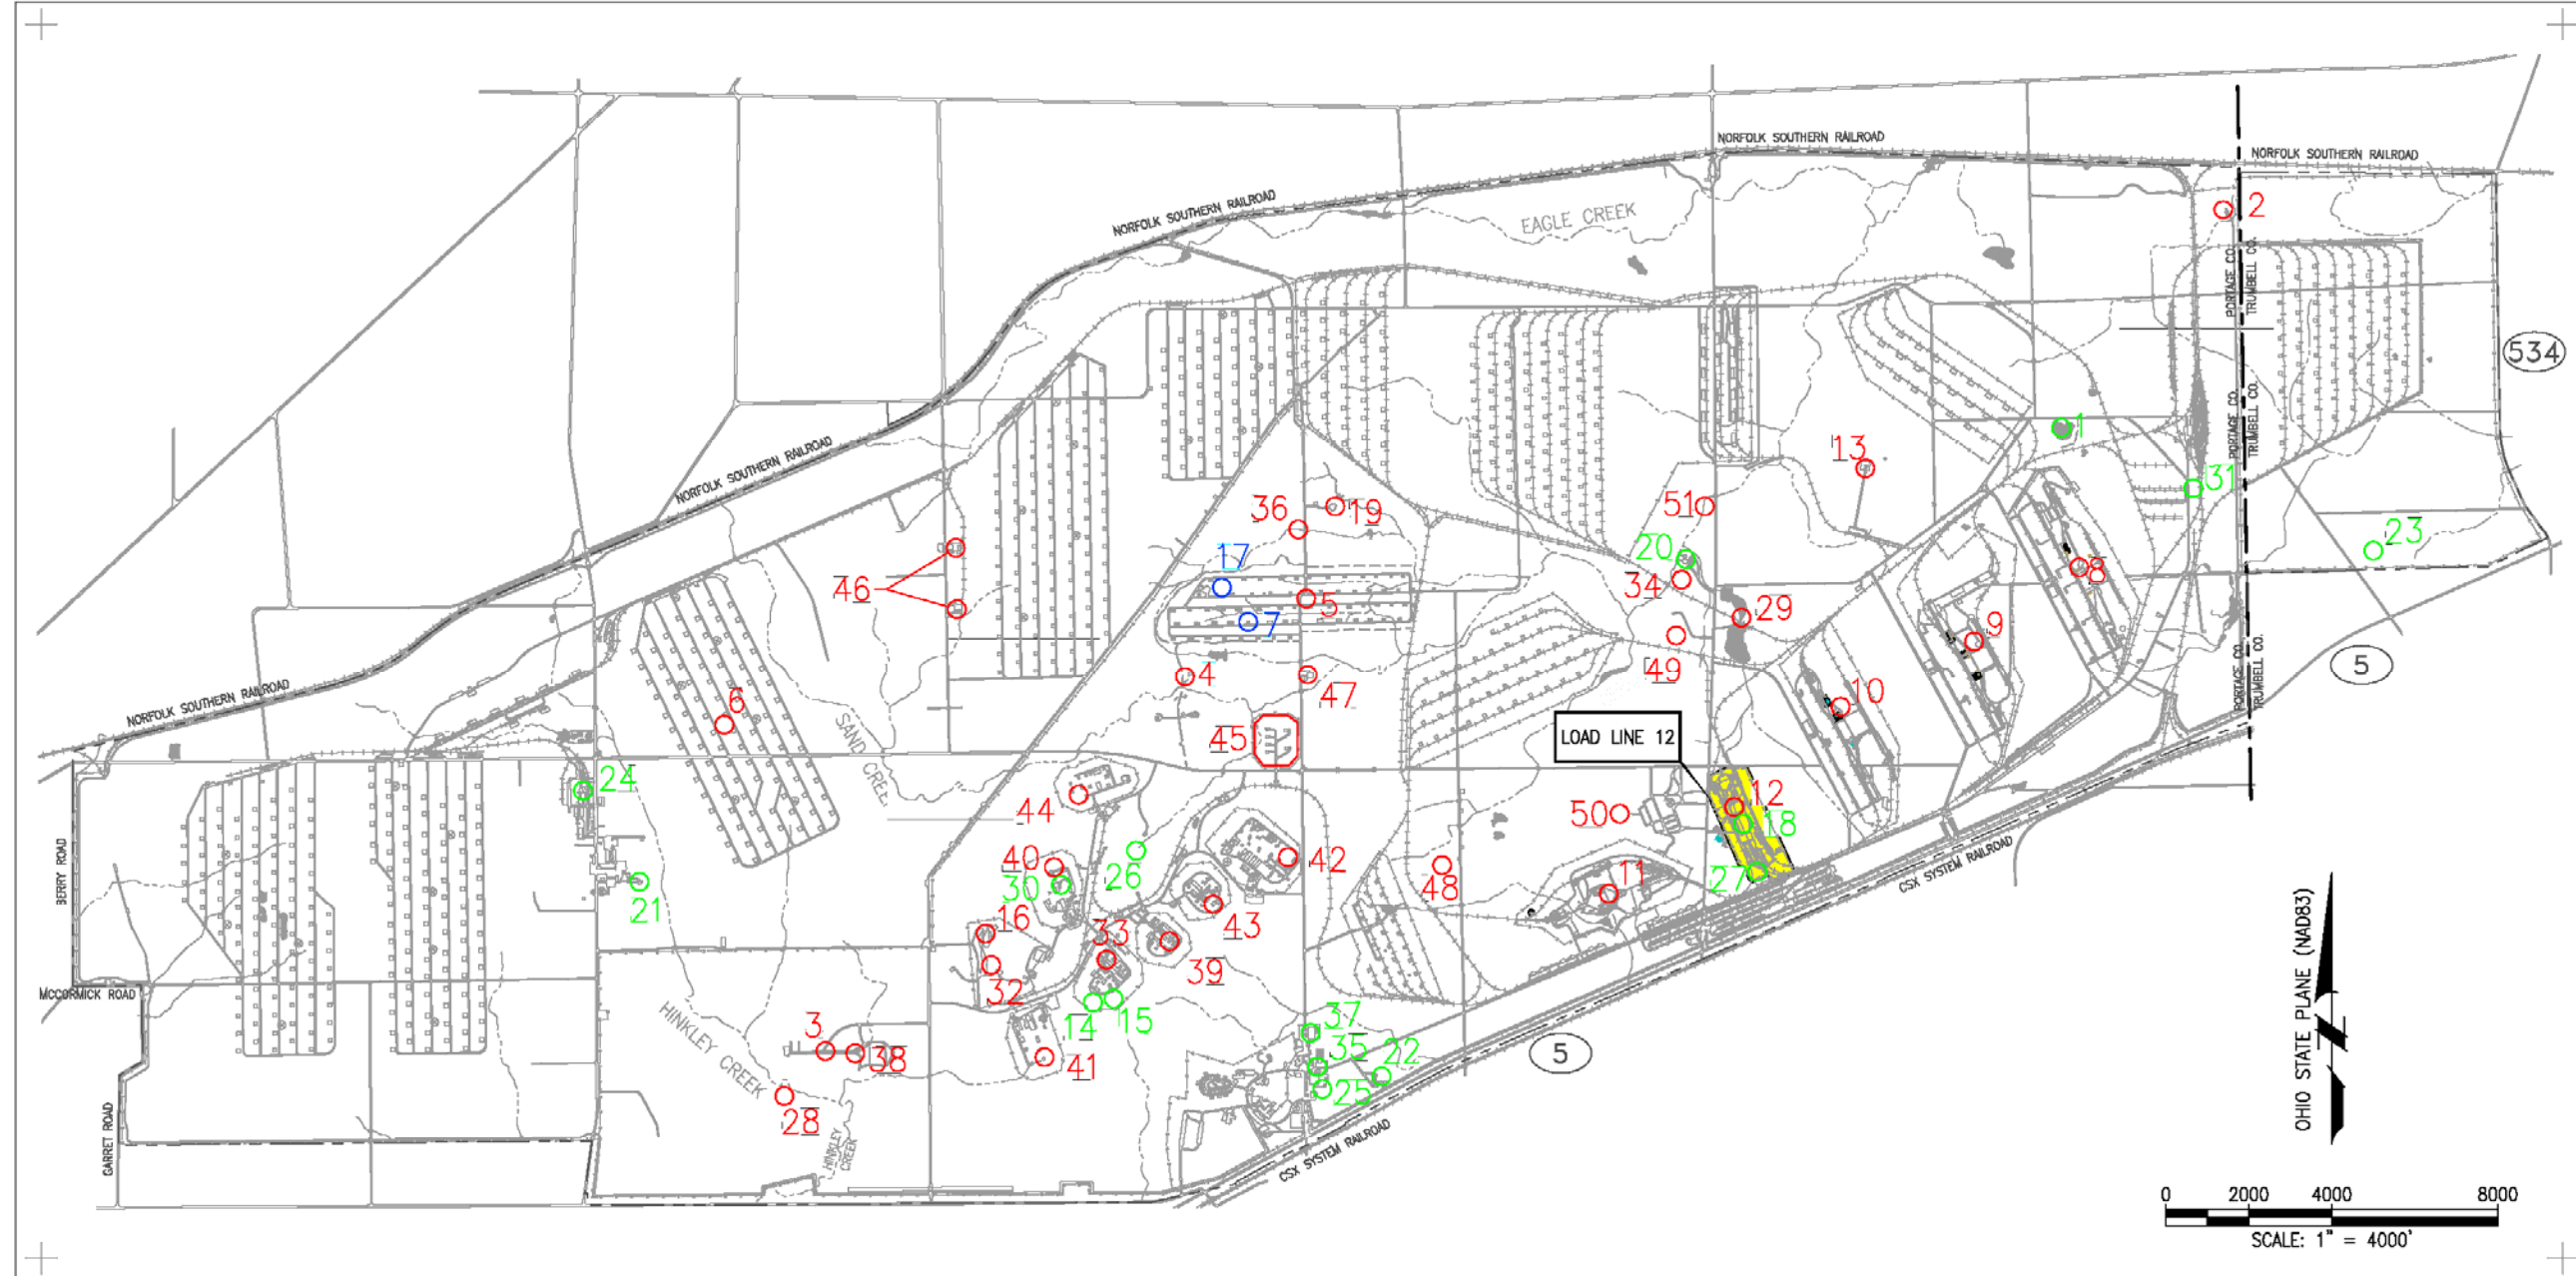 NORFOLK SOUTHERN RAILROAD
NORFOLK SOUTHERN RAILROAD
NORFOLK SOUTHERN RAILROAD
2
EAGLE CREEK
PORTAGE CO.
TRUMBELL CO.
534
PORTAGE CO.
TRUMBELL CO.
1
13
NORFOLK SOUTHERN RAILROAD
31
51
36
19
23
20
17
46
34
8
5
29
7
9
49
5
4
47
PORTAGE CO.
TRUMBELL CO.
NORFOLK SOUTHERN RAILROAD
6
10
SAND
CREEK
45
LOAD LINE 12
24
44
12
50
18
BERRY ROAD
40
26
42
30
48
11
27
CSX SYSTEM RAILROAD
21
16
43
33
39
32
MCCORMICK ROAD
14
15
37
HINKLEY CREEK
3
38
35
22
5
41
25
28
GARRET ROAD
HINKLEY
CREEK
CSX SYSTEM RAILROAD
OHIO STATE PLANE (NAD83)
0 2000 4000 8000
SCALE: 1" = 4000'